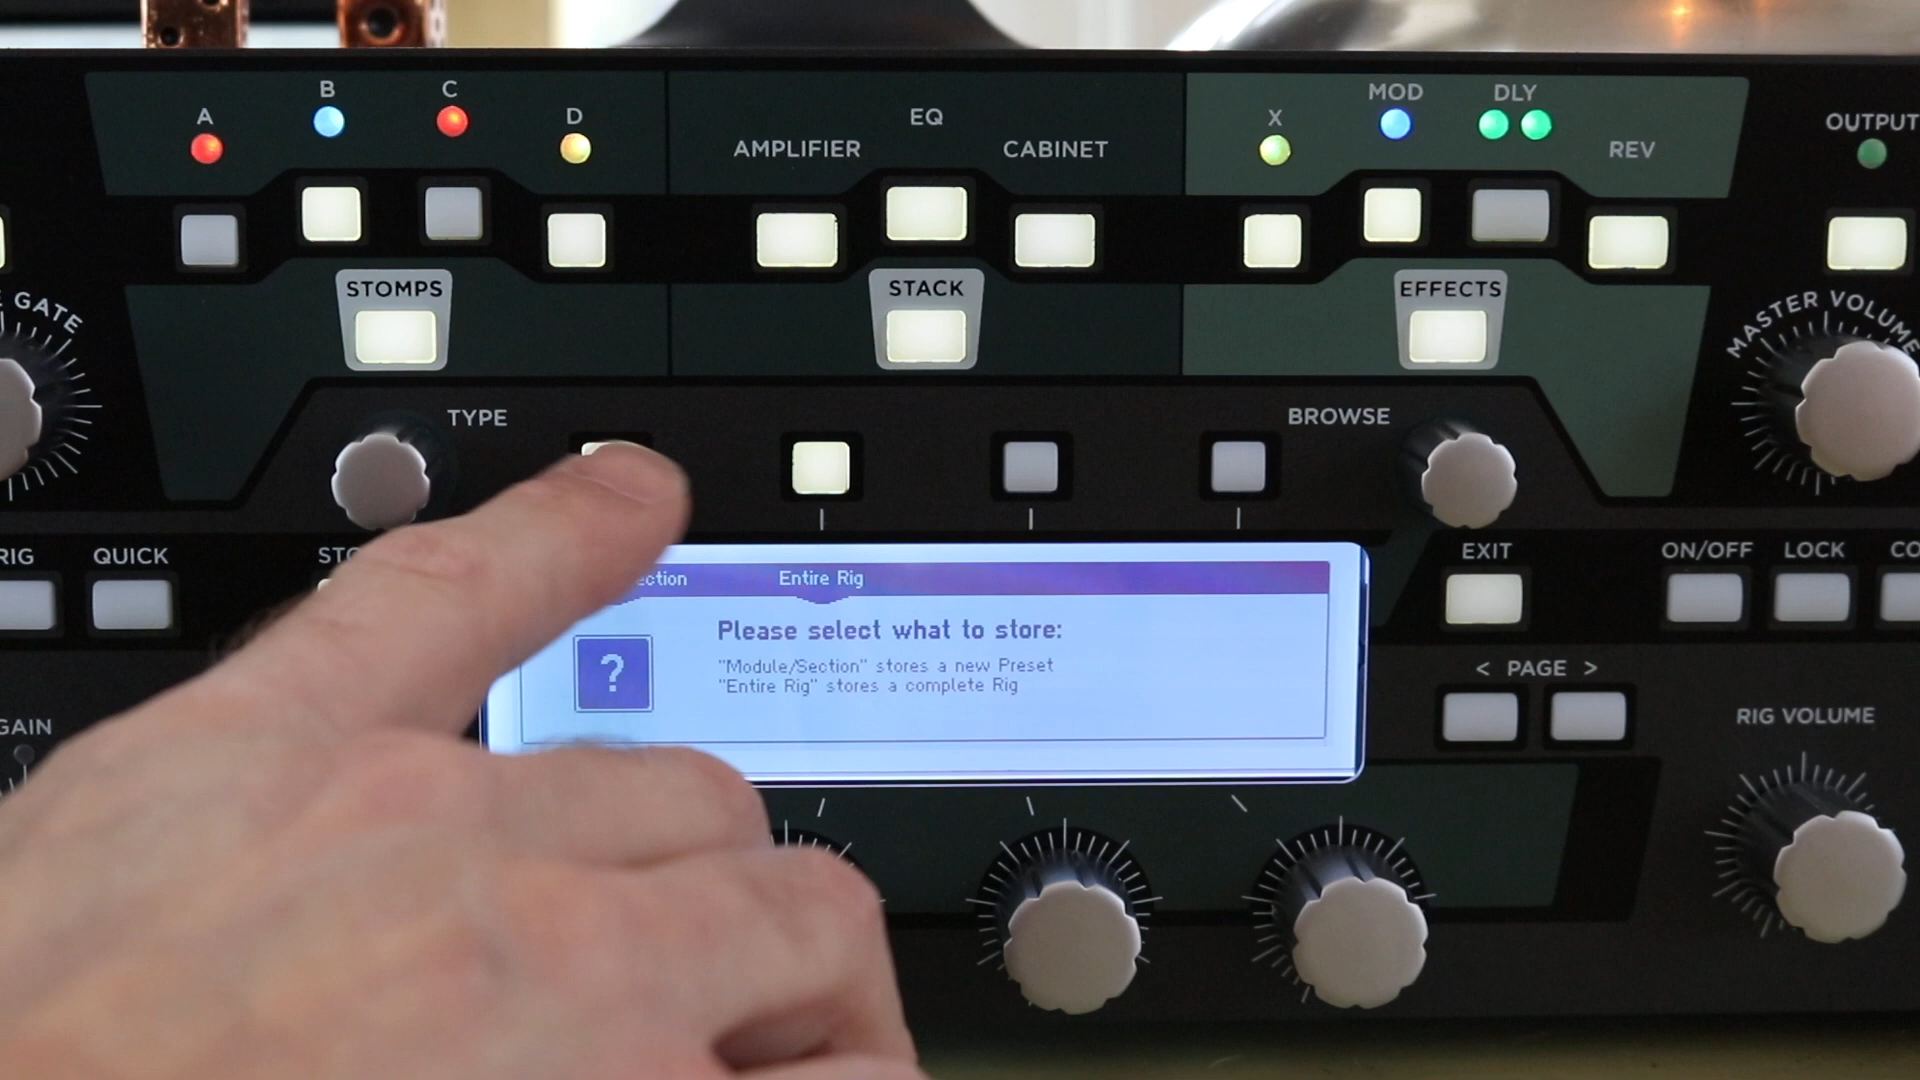 A
B
C
D
EQ
AMPLIFIER
CABINET
X
MOD
DLY
REV
OUTPUT
STOMPS
STACK
EFFECTS
GATE
MASTER VOLUME
TYPE
BROWSE
RIG
QUICK
EXIT
ON/OFF
LOCK
Entire Rig
Please select what to store:
"Module/Section" stores a new Preset
"Entire Rig" stores a complete Rig
?
< PAGE >
GAIN
RIG VOLUME